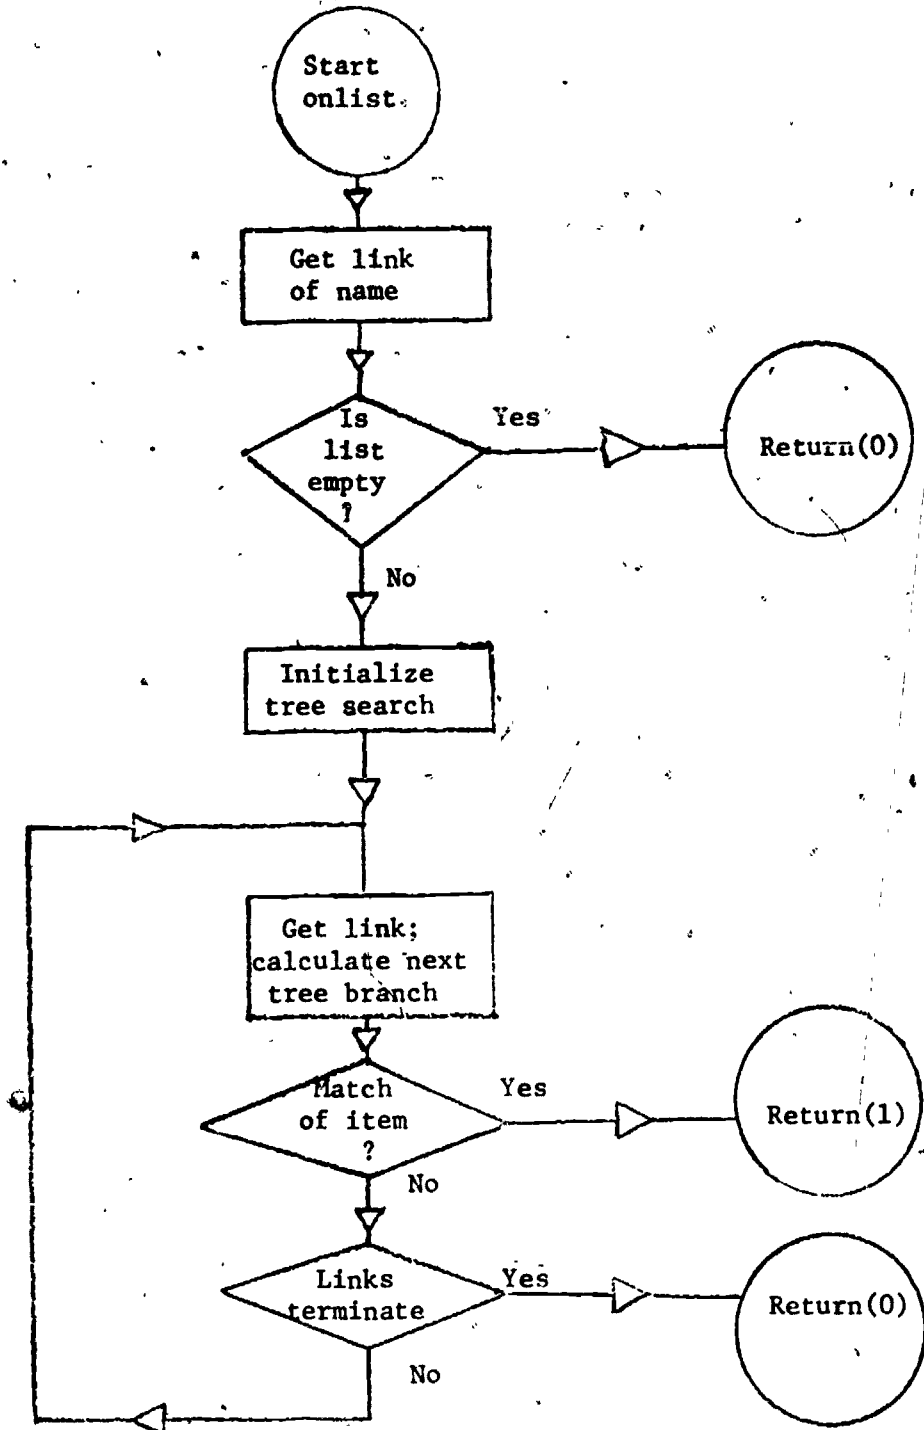 Start
onlist
Get link
of name
Is
list
empty
?
Yes
Return(0)
No
Initialize
tree search
Get link;
calculate next
tree branch
Match
of item
?
Yes
Return(1)
No
Links
terminate
Yes
Return(0)
No